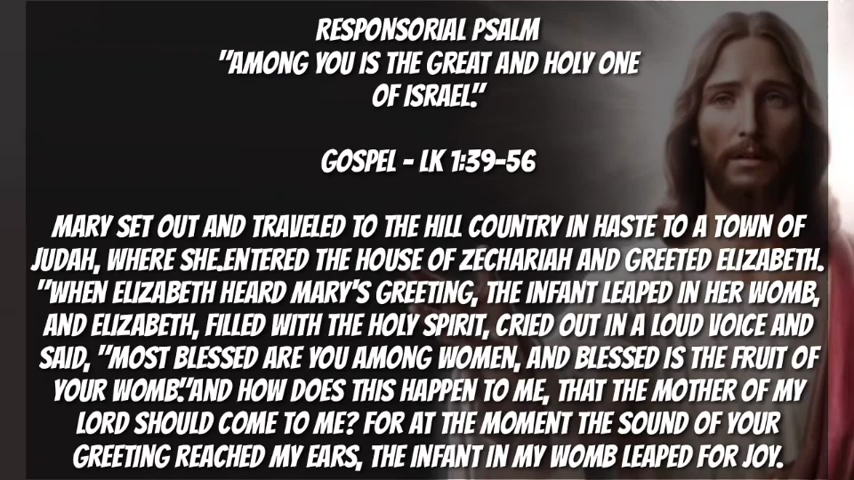 RESPONSORIAL PSALM
"AMONG YOU IS THE GREAT AND HOLY ONE
OF ISRAEL."
GOSPEL - LK 1:39-56
MARY SET OUT AND TRAVELED TO THE HILL COUNTRY IN HASTE TO A TOWN OF
JUDAH, WHERE SHE.ENTERED THE HOUSE OF ZECHARIAH AND GREETED ELIZABETH.
"WHEN ELIZABETH HEARD MARY'S GREETING, THE INFANT LEAPED IN HER WOMB,
AND ELIZABETH, FILLED WITH THE HOLY SPIRIT, CRIED OUT IN A LOUD VOICE AND
SAID, "MOST BLESSED ARE YOU AMONG WOMEN, AND BLESSED IS THE FRUIT OF
YOUR WOMB."AND HOW DOES THIS HAPPEN TO ME, THAT THE MOTHER OF MY
LORD SHOULD COME TO ME? FOR AT THE MOMENT THE SOUND OF YOUR
GREETING REACHED MY EARS, THE INFANT IN MY WOMB LEAPED FOR JOY.